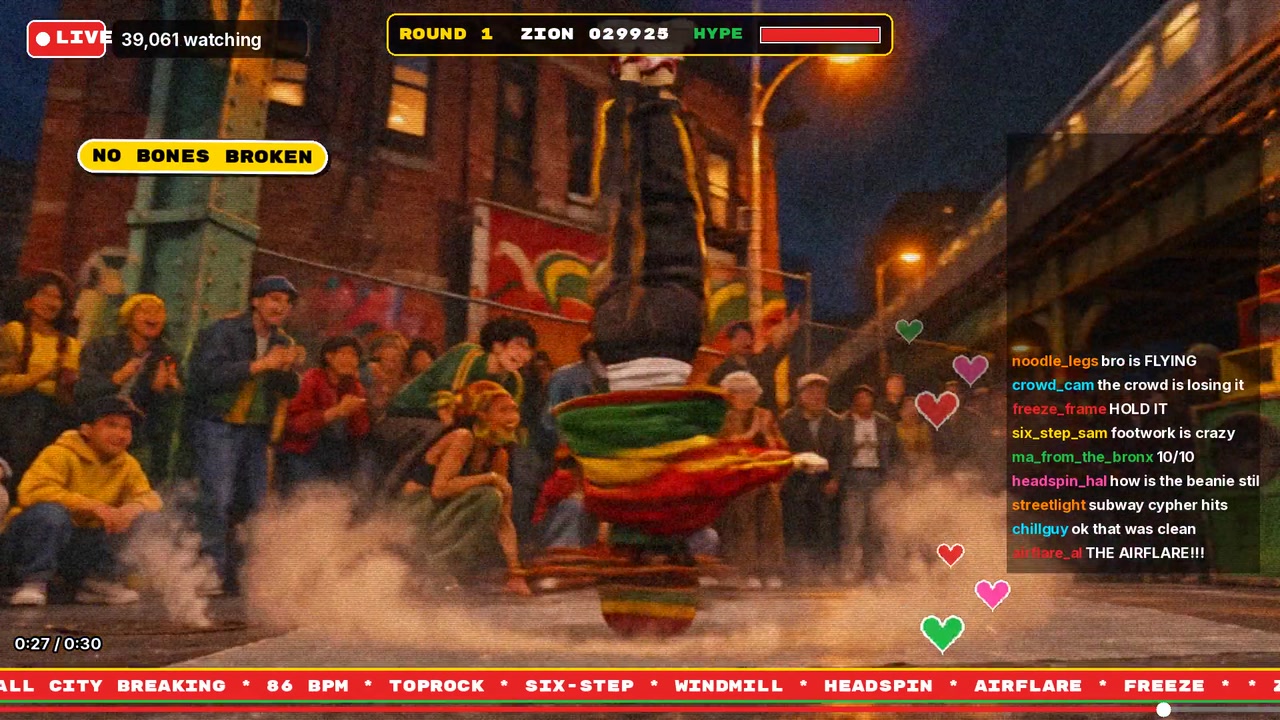 LIVE
39,061 watching
ROUND 1 ZION 029925 HYPE
NO BONES BROKEN
noodle_legs bro is FLYING
crowd_cam the crowd is losing it
freeze_frame HOLD IT
six_step_sam footwork is crazy
ma_from_the_bronx 10/10
headspin_hal how is the beanie stil
streetlight subway cypher hits
chillguy ok that was clean
airflare_al THE AIRFLARE!!!
0:27 / 0:30
ALL CITY BREAKING * 86 BPM * TOPROCK * SIX-STEP * WINDMILL * HEADSPIN * AIRFLARE * FREEZE * * Z